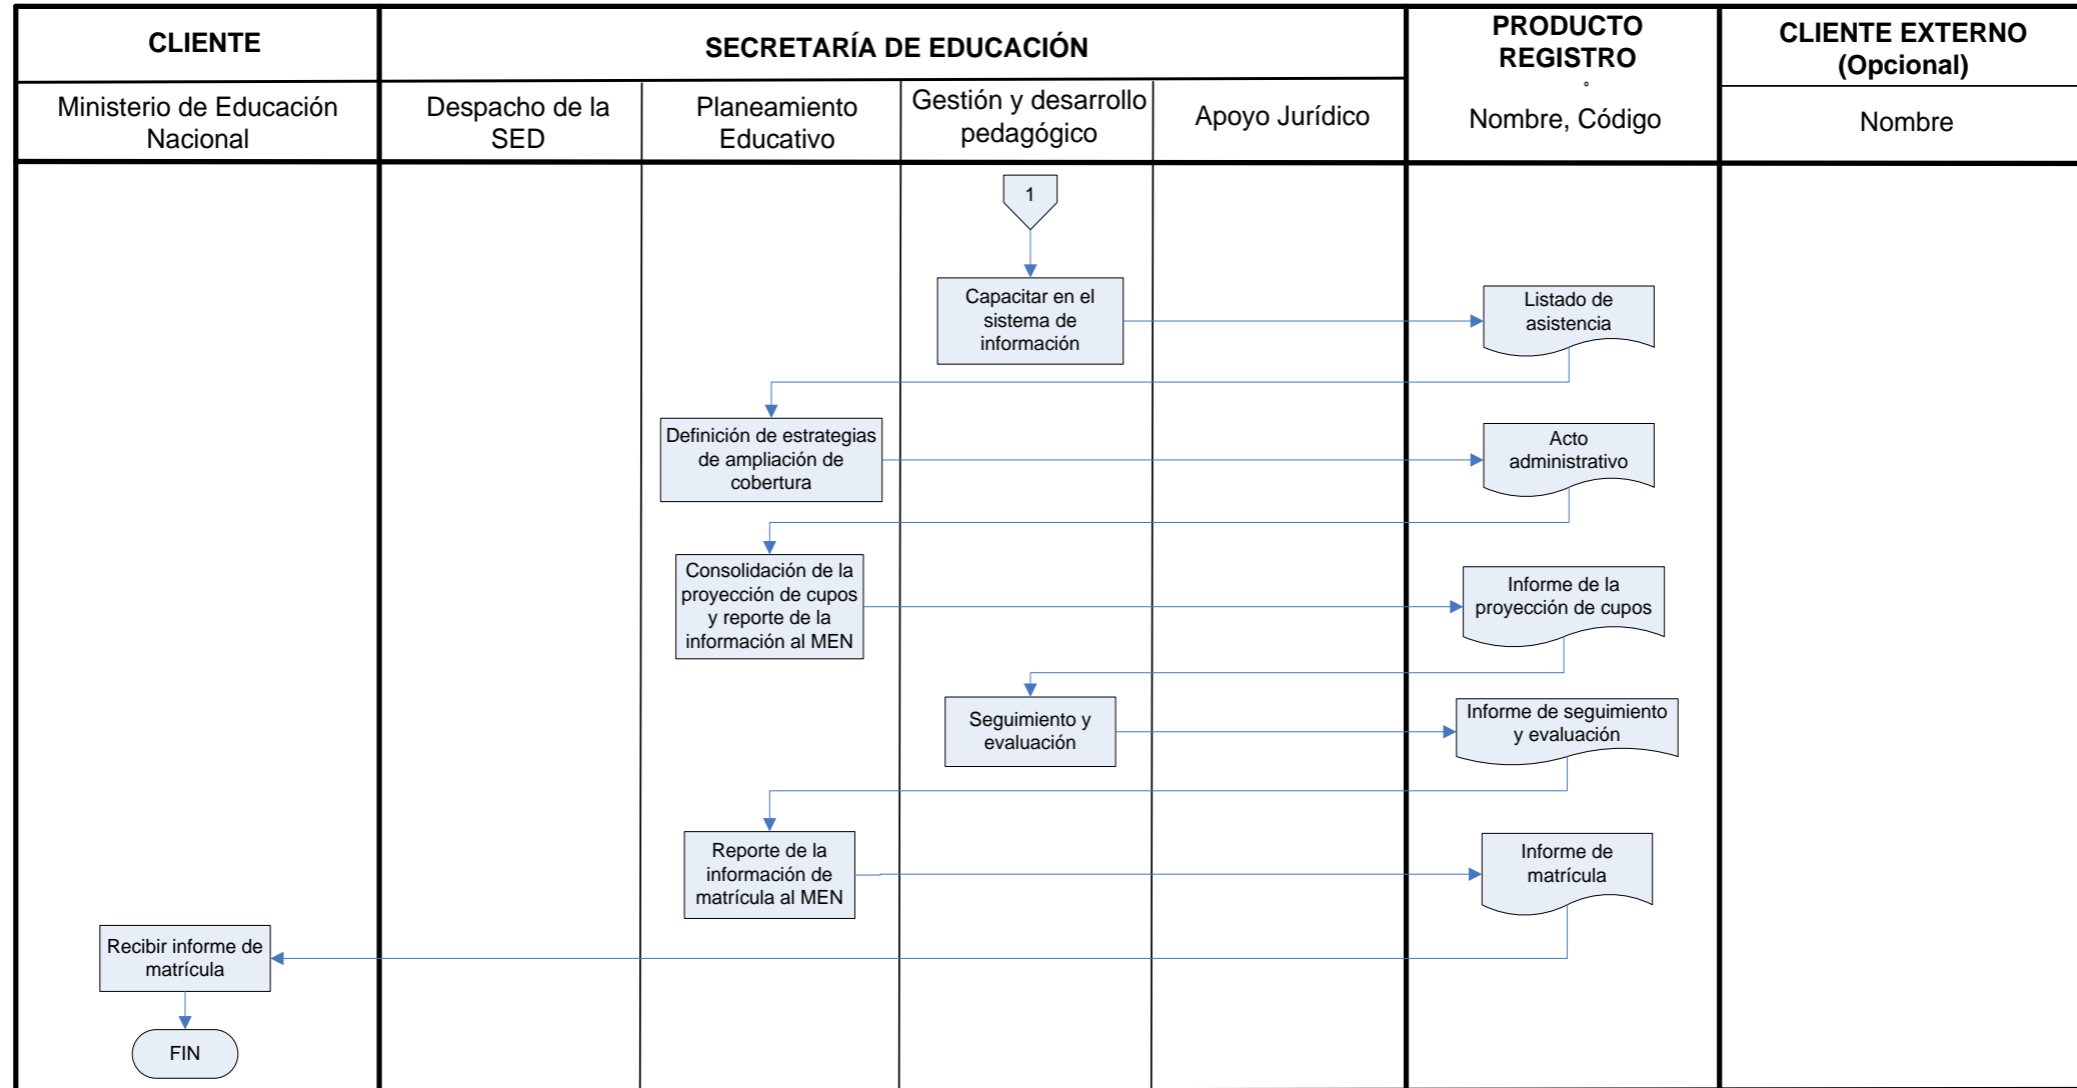 CLIENTE
SECRETARÍA DE EDUCACIÓN
PRODUCTO
REGISTRO
CLIENTE EXTERNO
(Opcional)
Ministerio de Educación
Nacional
Despacho de la
SED
Planeamiento
Educativo
Gestión y desarrollo
pedagógico
Apoyo Jurídico
Nombre, Código
Nombre
1
Capacitar en el
sistema de
información
Listado de
asistencia
Definición de estrategias
de ampliación de
cobertura
Acto
administrativo
Consolidación de la
proyección de cupos
y reporte de la
información al MEN
Informe de la
proyección de cupos
Seguimiento y
evaluación
Informe de seguimiento
y evaluación
Reporte de la
información de
matrícula al MEN
Informe de
matrícula
Recibir informe de
matrícula
FIN